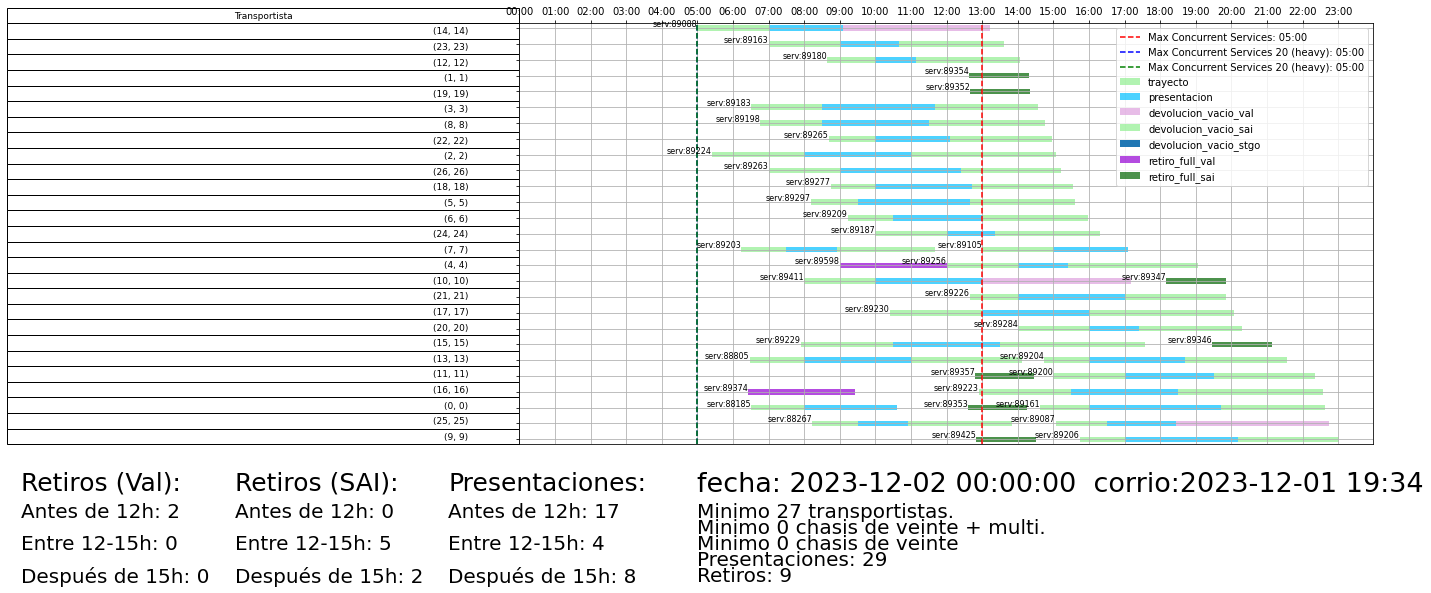 Transportista
00:00 01:00 02:00 03:00 04:00 05:00 06:00 07:00 08:00 09:00 10:00 11:00 12:00 13:00 14:00 15:00 16:00 17:00 18:00 19:00 20:00 21:00 22:00 23:00
Max Concurrent Services: 05:00
Max Concurrent Services 20 (heavy): 05:00
Max Concurrent Services 20 (heavy): 05:00
trayecto
presentacion
devolucion_vacio_val
devolucion_vacio_sai
devolucion_vacio_stgo
retiro_full_val
retiro_full_sai
(14, 14) serv:89088
(23, 23) serv:89163
(12, 12) serv:89180
(1, 1) serv:89354
(19, 19) serv:89352
(3, 3) serv:89183
(8, 8) serv:89198
(22, 22) serv:89265
(2, 2) serv:89224
(26, 26) serv:89263
(18, 18) serv:89277
(5, 5) serv:89297
(6, 6) serv:89209
(24, 24) serv:89187
(7, 7) serv:89203 serv:89105
(4, 4) serv:89598 serv:89256
(10, 10) serv:89411 serv:89347
(21, 21) serv:89226
(17, 17) serv:89230
(20, 20) serv:89284
(15, 15) serv:89229 serv:89346
(13, 13) serv:88805 serv:89204
(11, 11) serv:89357 serv:89200
(16, 16) serv:89374 serv:89223
(0, 0) serv:88185 serv:89353 serv:89161
(25, 25) serv:88267 serv:89087
(9, 9) serv:89425 serv:89206
Retiros (Val):
Antes de 12h: 2
Entre 12-15h: 0
Después de 15h: 0
Retiros (SAI):
Antes de 12h: 0
Entre 12-15h: 5
Después de 15h: 2
Presentaciones:
Antes de 12h: 17
Entre 12-15h: 4
Después de 15h: 8
fecha: 2023-12-02 00:00:00 corrio:2023-12-01 19:34
Minimo 27 transportistas.
Minimo 0 chasis de veinte + multi.
Minimo 0 chasis de veinte
Presentaciones: 29
Retiros: 9